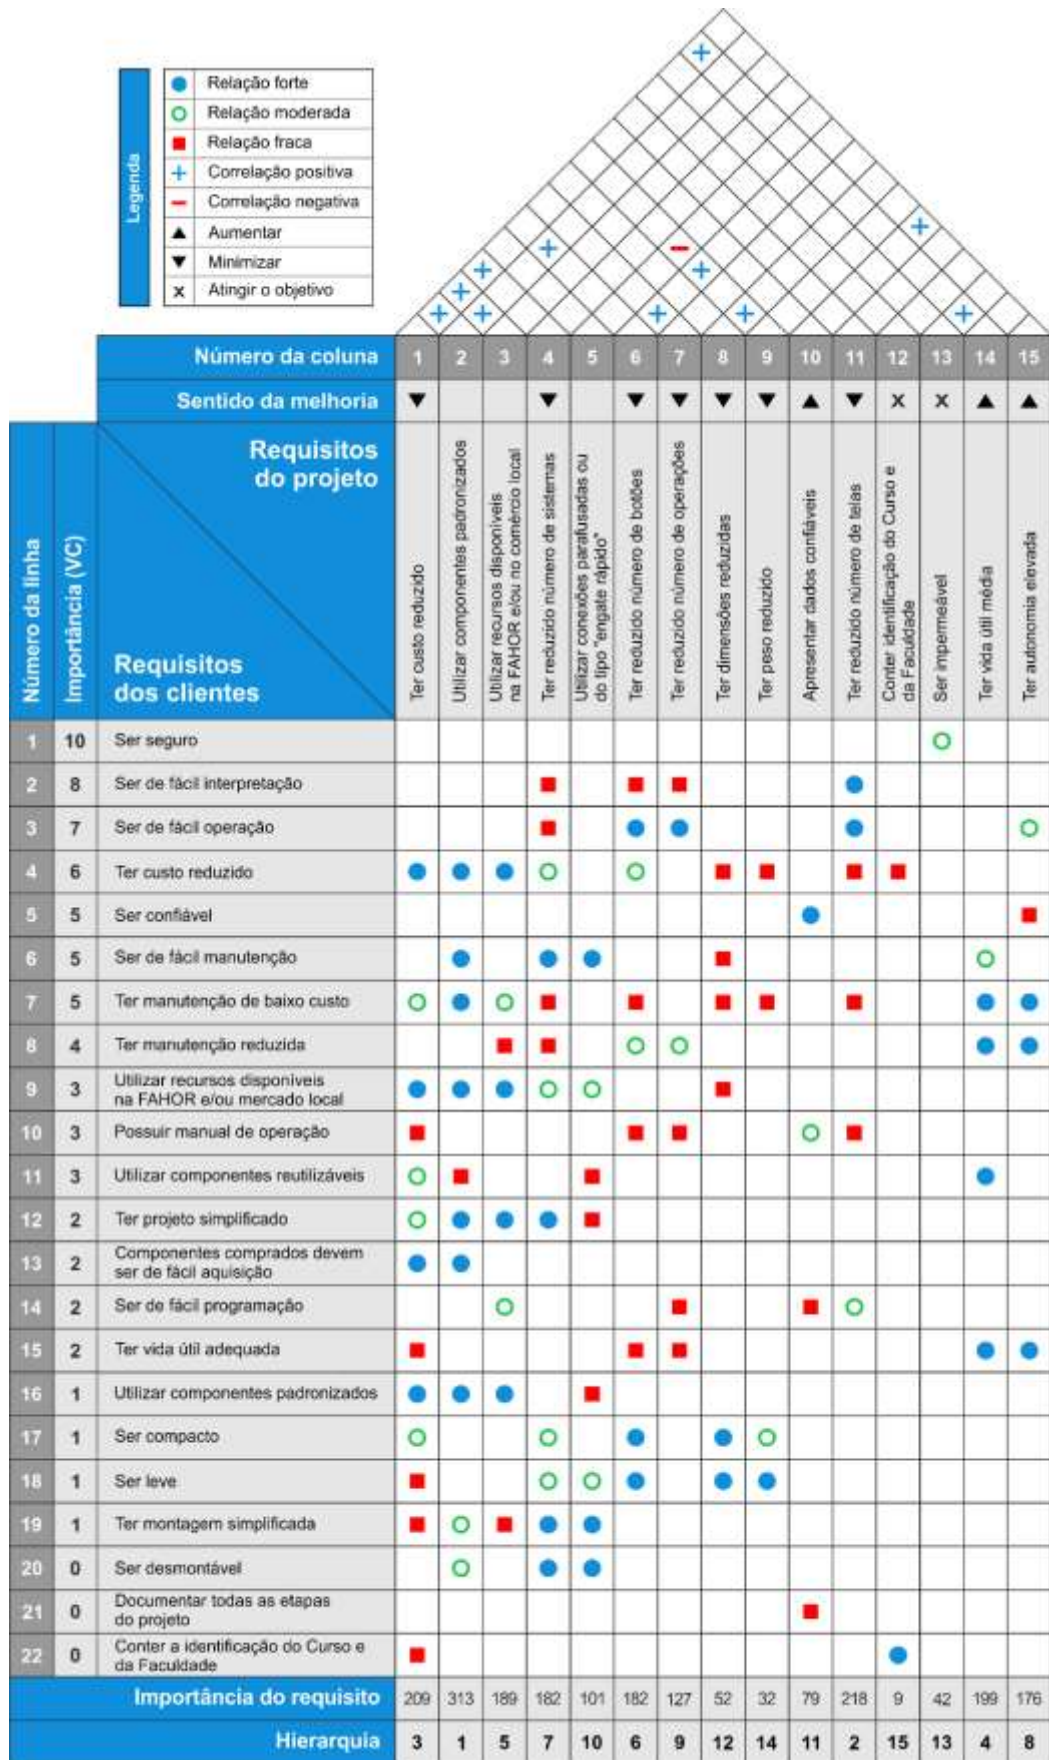 Legenda
Relação forte
Relação moderada
Relação fraca
Correlação positiva
Correlação negativa
Aumentar
Minimizar
x Atingir o objetivo
Número da coluna 1 2 3 4 5 6 7 8 9 10 11 12 13 14 15
Sentido da melhoria x x
Número da linha
Importância (VC)
Requisitos
do projeto
Requisitos
dos clientes
Ter custo reduzido
Utilizar componentes padronizados
Utilizar recursos disponíveis
na FAHOR e/ou no comércio local
Ter reduzido número de sistemas
Utilizar conexões parafusadas ou
do tipo "engate rápido"
Ter reduzido número de botões
Ter reduzido número de operações
Ter dimensões reduzidas
Ter peso reduzido
Apresentar dados confiáveis
Ter reduzido número de telas
Conter identificação do Curso e
da Faculdade
Ser impermeável
Ter vida útil média
Ter autonomia elevada
1 10 Ser seguro
2 8 Ser de fácil interpretação
3 7 Ser de fácil operação
4 6 Ter custo reduzido
5 5 Ser confiável
6 5 Ser de fácil manutenção
7 5 Ter manutenção de baixo custo
8 4 Ter manutenção reduzida
9 3 Utilizar recursos disponíveis
na FAHOR e/ou mercado local
10 3 Possuir manual de operação
11 3 Utilizar componentes reutilizáveis
12 2 Ter projeto simplificado
13 2 Componentes comprados devem
ser de fácil aquisição
14 2 Ser de fácil programação
15 2 Ter vida útil adequada
16 1 Utilizar componentes padronizados
17 1 Ser compacto
18 1 Ser leve
19 1 Ter montagem simplificada
20 0 Ser desmontável
21 0 Documentar todas as etapas
do projeto
22 0 Conter a identificação do Curso e
da Faculdade
Importância do requisito 209 313 189 182 101 182 127 52 32 79 218 9 42 199 176
Hierarquia 3 1 5 7 10 6 9 12 14 11 2 15 13 4 8